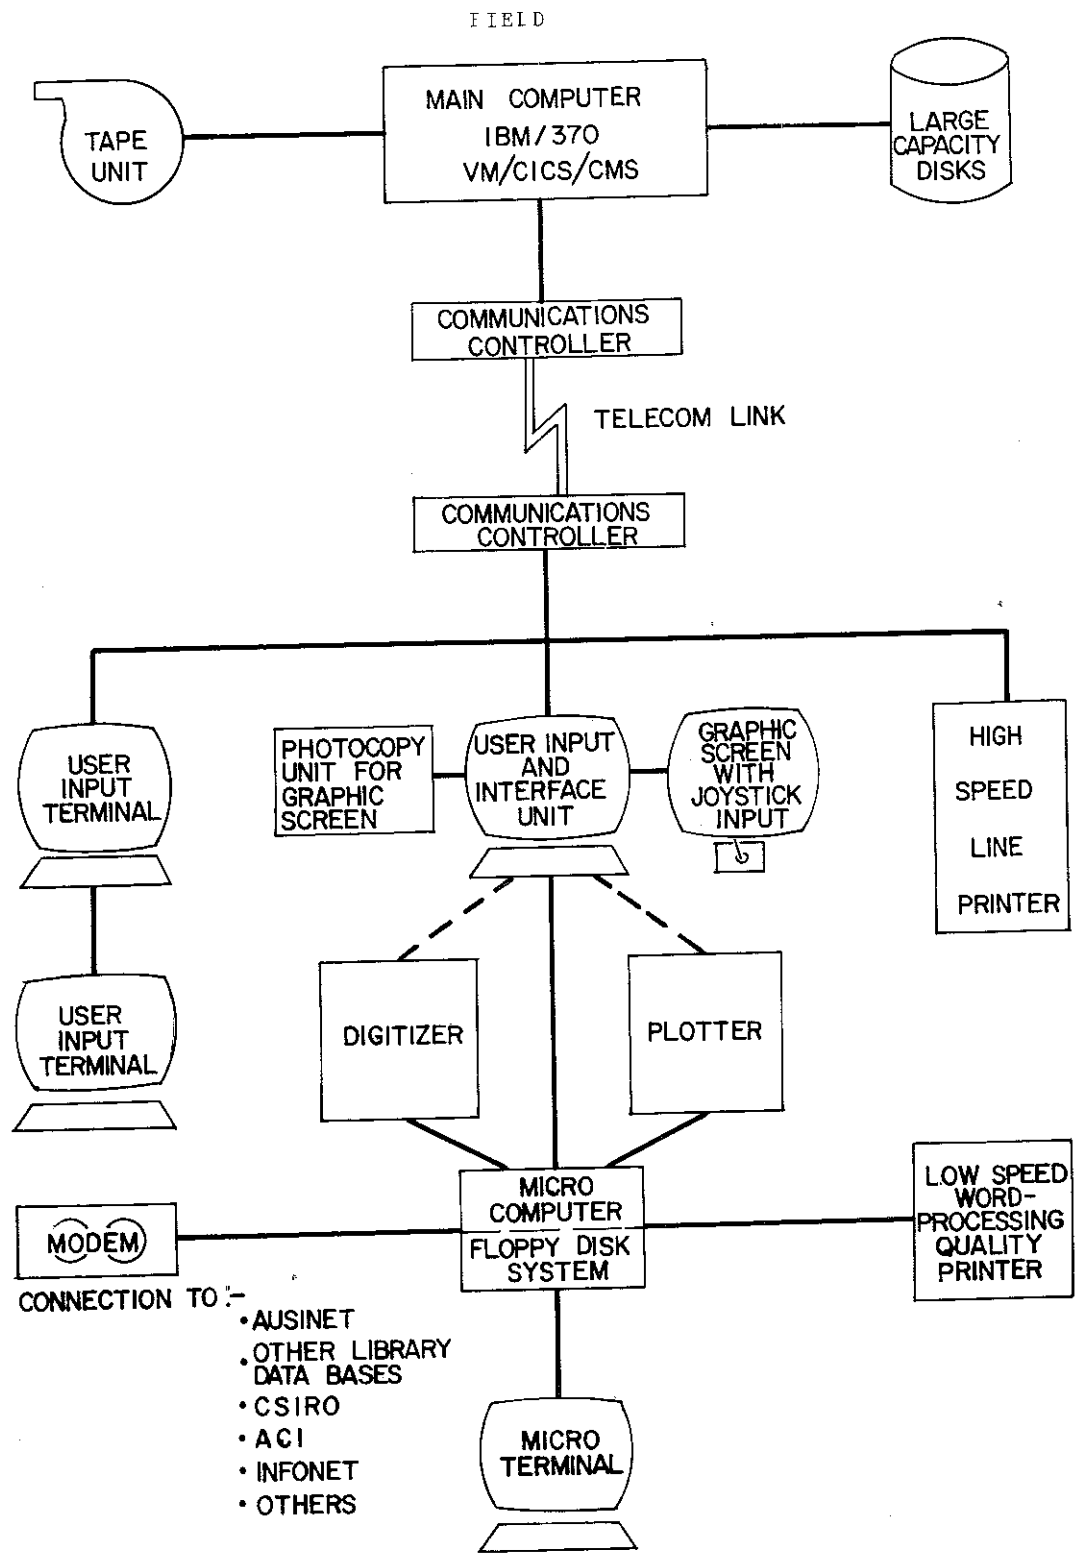 FIELD
TAPE
UNIT
MAIN COMPUTER
IBM/370
VM/CICS/CMS
LARGE
CAPACITY
DISKS
COMMUNICATIONS
CONTROLLER
TELECOM LINK
COMMUNICATIONS
CONTROLLER
USER
INPUT
TERMINAL
PHOTOCOPY
UNIT FOR
GRAPHIC
SCREEN
USER INPUT
AND
INTERFACE
UNIT
GRAPHIC
SCREEN
WITH
JOYSTICK
INPUT
HIGH
SPEED
LINE
PRINTER
USER
INPUT
TERMINAL
DIGITIZER
PLOTTER
MODEM
MICRO
COMPUTER
FLOPPY DISK
SYSTEM
LOW SPEED
WORD-
PROCESSING
QUALITY
PRINTER
CONNECTION TO :-
• AUSINET
• OTHER LIBRARY
DATA BASES
• CSIRO
• ACI
• INFONET
• OTHERS
MICRO
TERMINAL